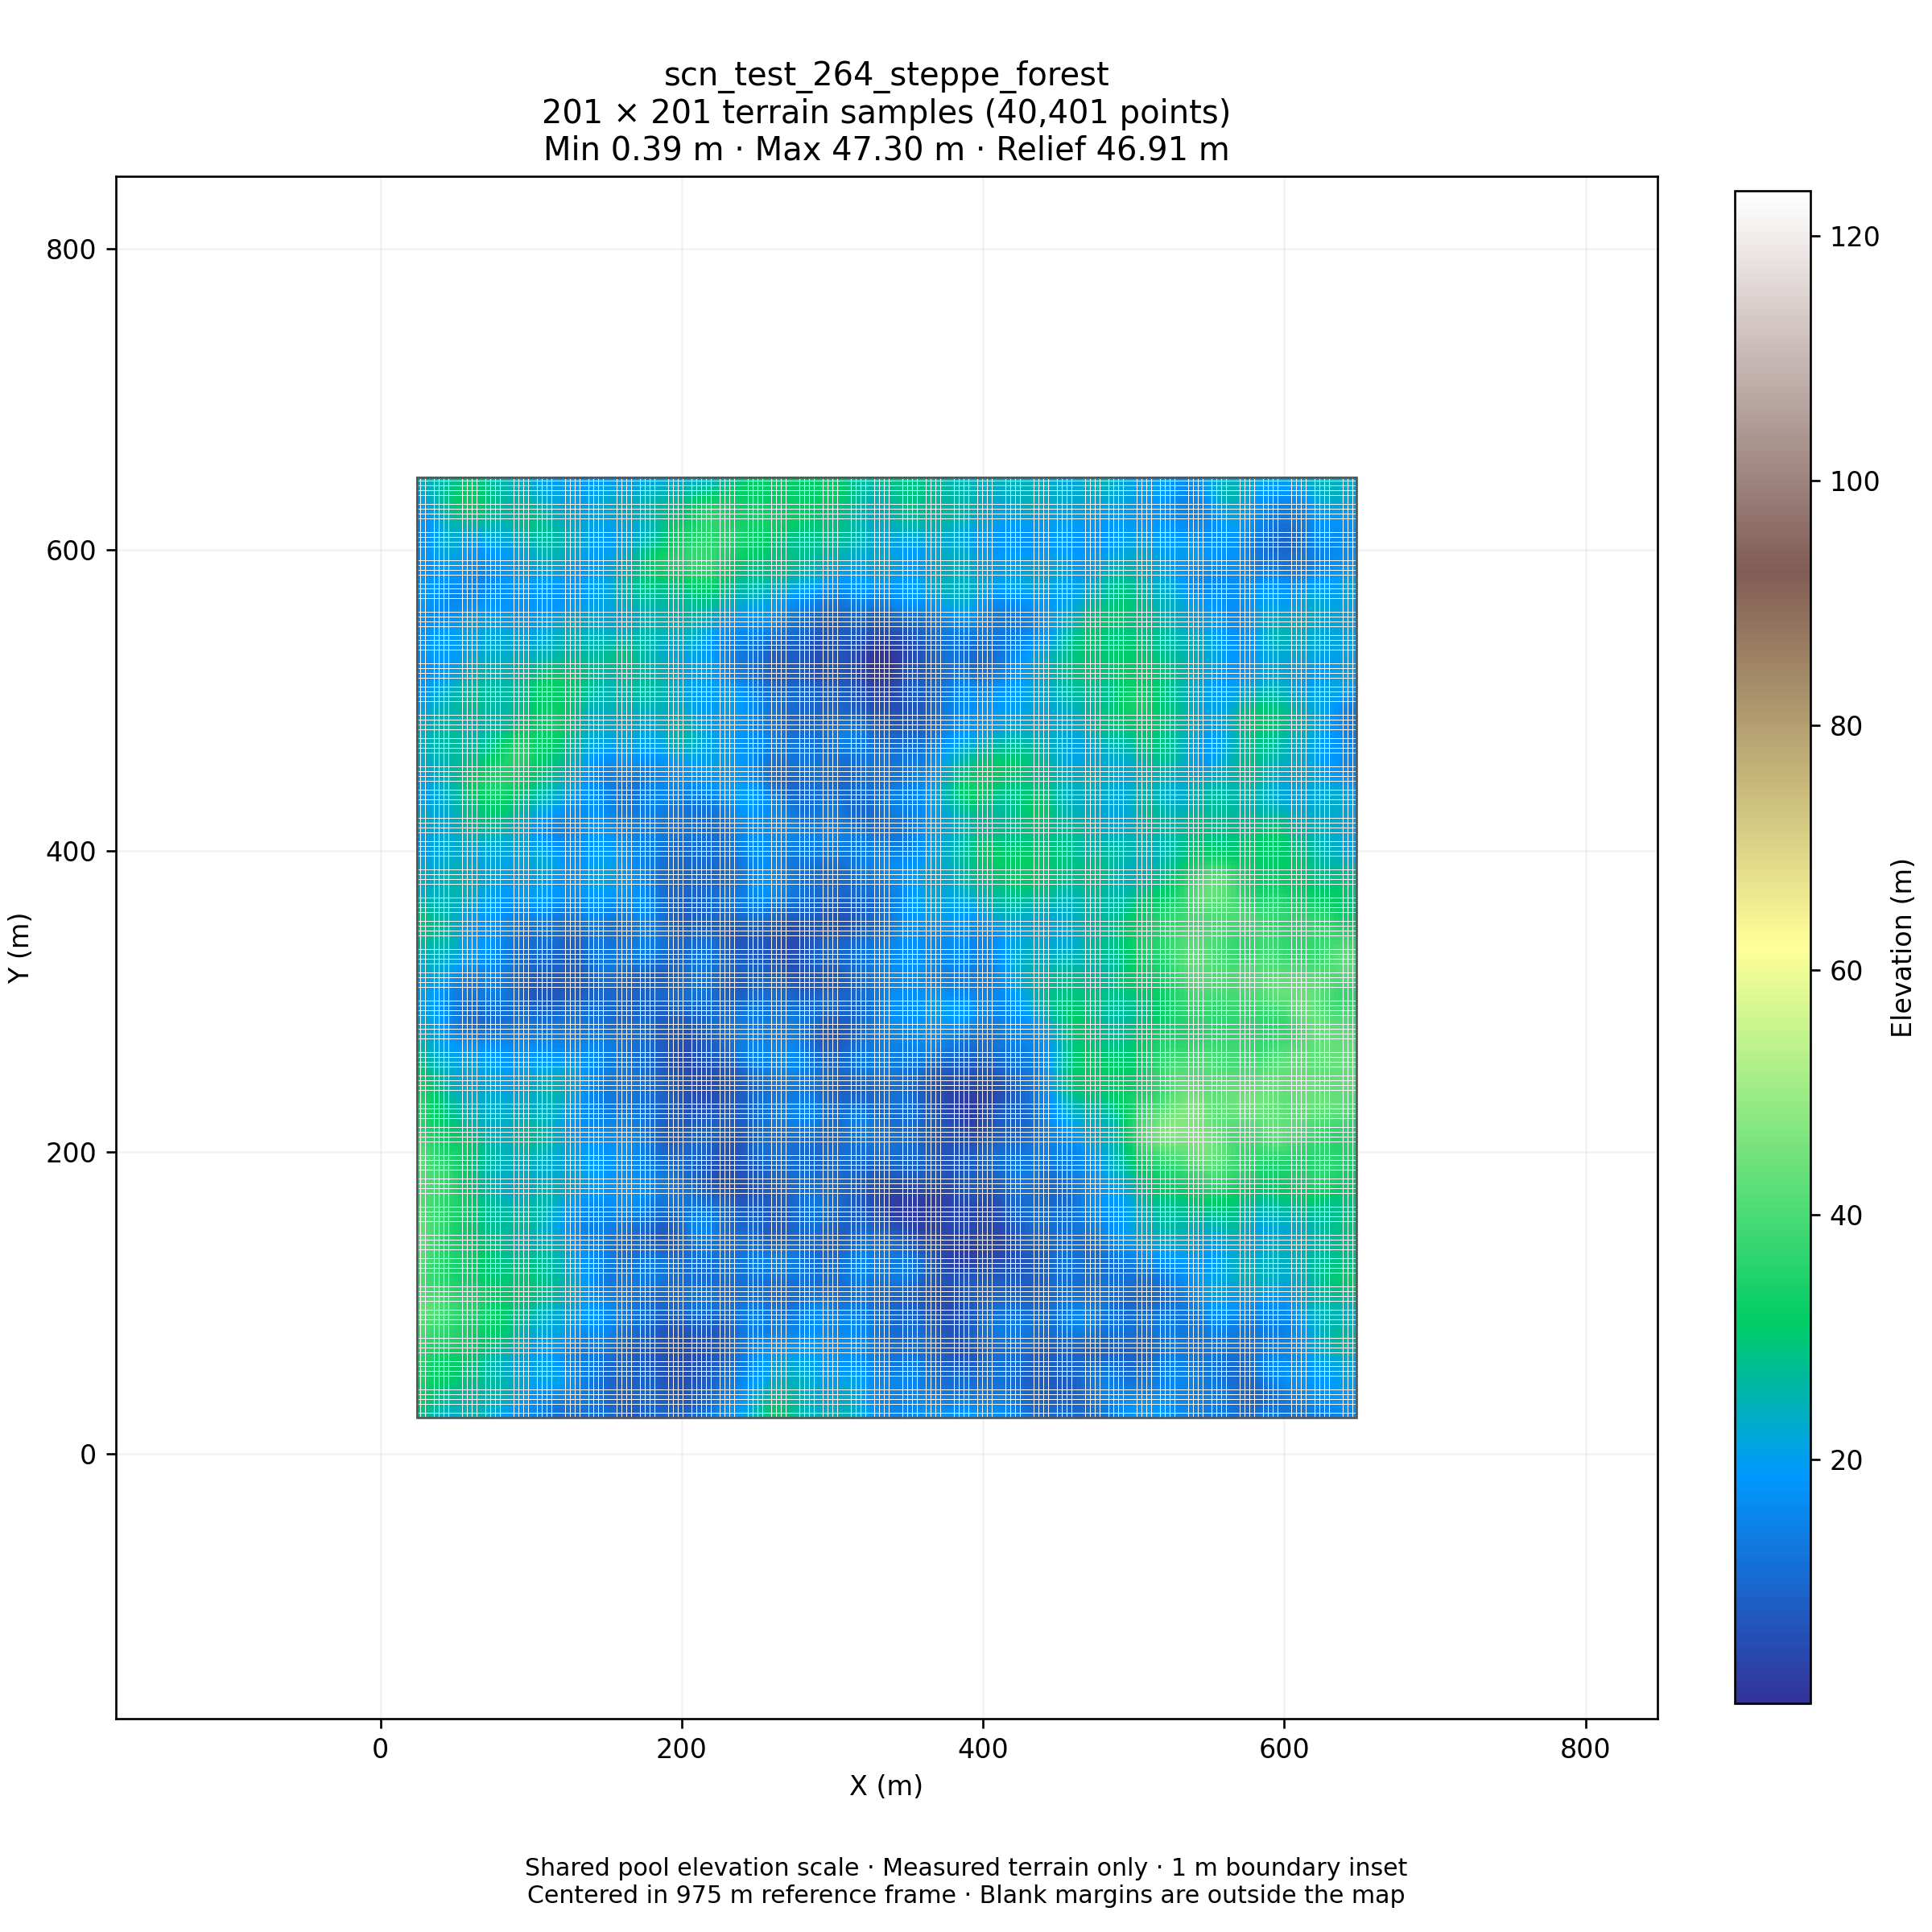 scn_test_264_steppe_forest
201 × 201 terrain samples (40,401 points)
Min 0.39 m · Max 47.30 m · Relief 46.91 m
800
600
400
200
0
Y (m)
0
200
400
600
800
X (m)
120
100
80
60
40
20
Elevation (m)
Shared pool elevation scale · Measured terrain only · 1 m boundary inset
Centered in 975 m reference frame · Blank margins are outside the map